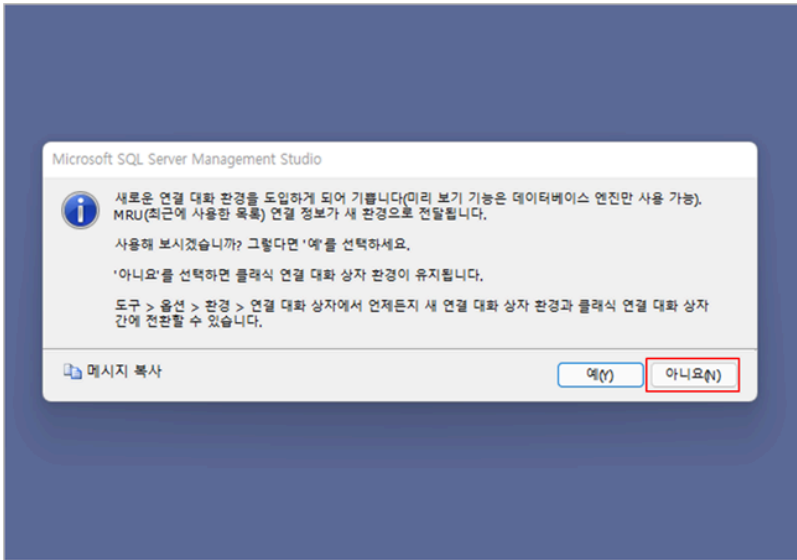 Microsoft SQL Server Management Studio
새로운 연결 대화 환경을 도입하게 되어 기쁩니다(미리 보기 기능은 데이터베이스 엔진만 사용 가능).
MRU(최근에 사용한 목록) 연결 정보가 새 환경으로 전달됩니다.
사용해 보시겠습니까? 그렇다면 '예'를 선택하세요.
'아니요'를 선택하면 클래식 연결 대화 상자 환경이 유지됩니다.
도구 > 옵션 > 환경 > 연결 대화 상자에서 언제든지 새 연결 대화 상자 환경과 클래식 연결 대화 상자
간에 전환할 수 있습니다.
메시지 복사
예(Y)
아니요(N)